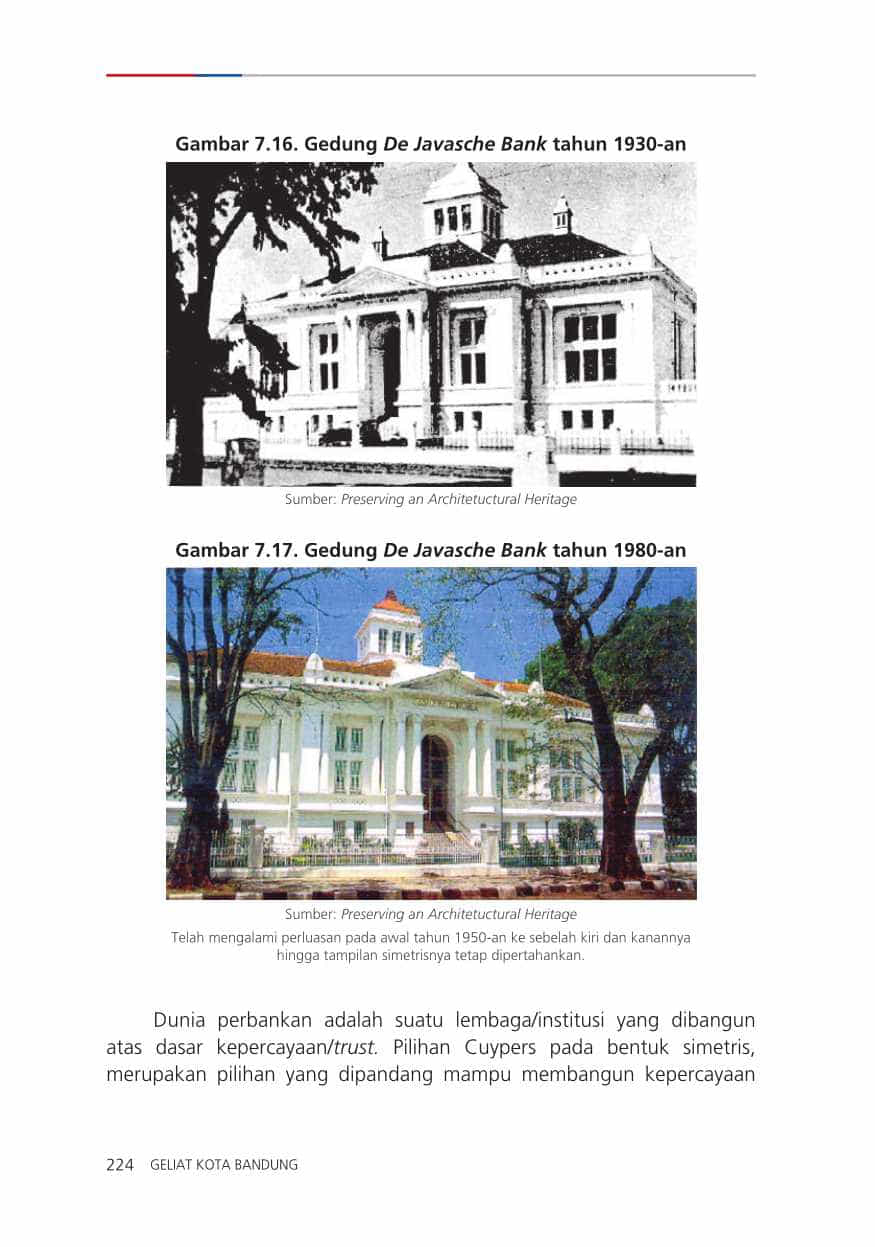 Gambar 7.16. Gedung De Javasche Bank tahun 1930-an
Sumber: Preserving an Architetuctural Heritage
Gambar 7.17. Gedung De Javasche Bank tahun 1980-an
Sumber: Preserving an Architetuctural Heritage
Telah mengalami perluasan pada awal tahun 1950-an ke sebelah kiri dan kanannya
hingga tampilan simetrisnya tetap dipertahankan.
Dunia perbankan adalah suatu lembaga/institusi yang dibangun
atas dasar kepercayaan/trust. Pilihan Cuypers pada bentuk simetris,
merupakan pilihan yang dipandang mampu membangun kepercayaan
224 GELIAT KOTA BANDUNG